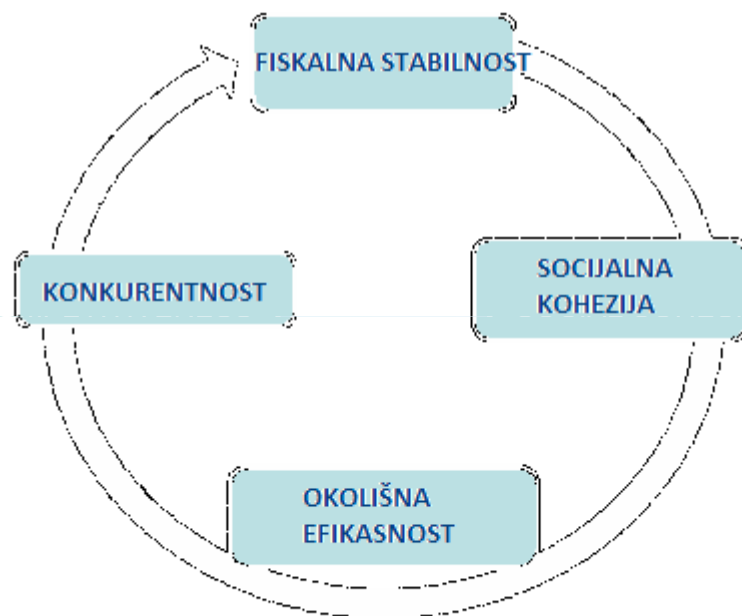 FISKALNA STABILNOST
SOCIJALNA
KOHEZIJA
OKOLIŠNA
EFIKASNOST
KONKURENTNOST